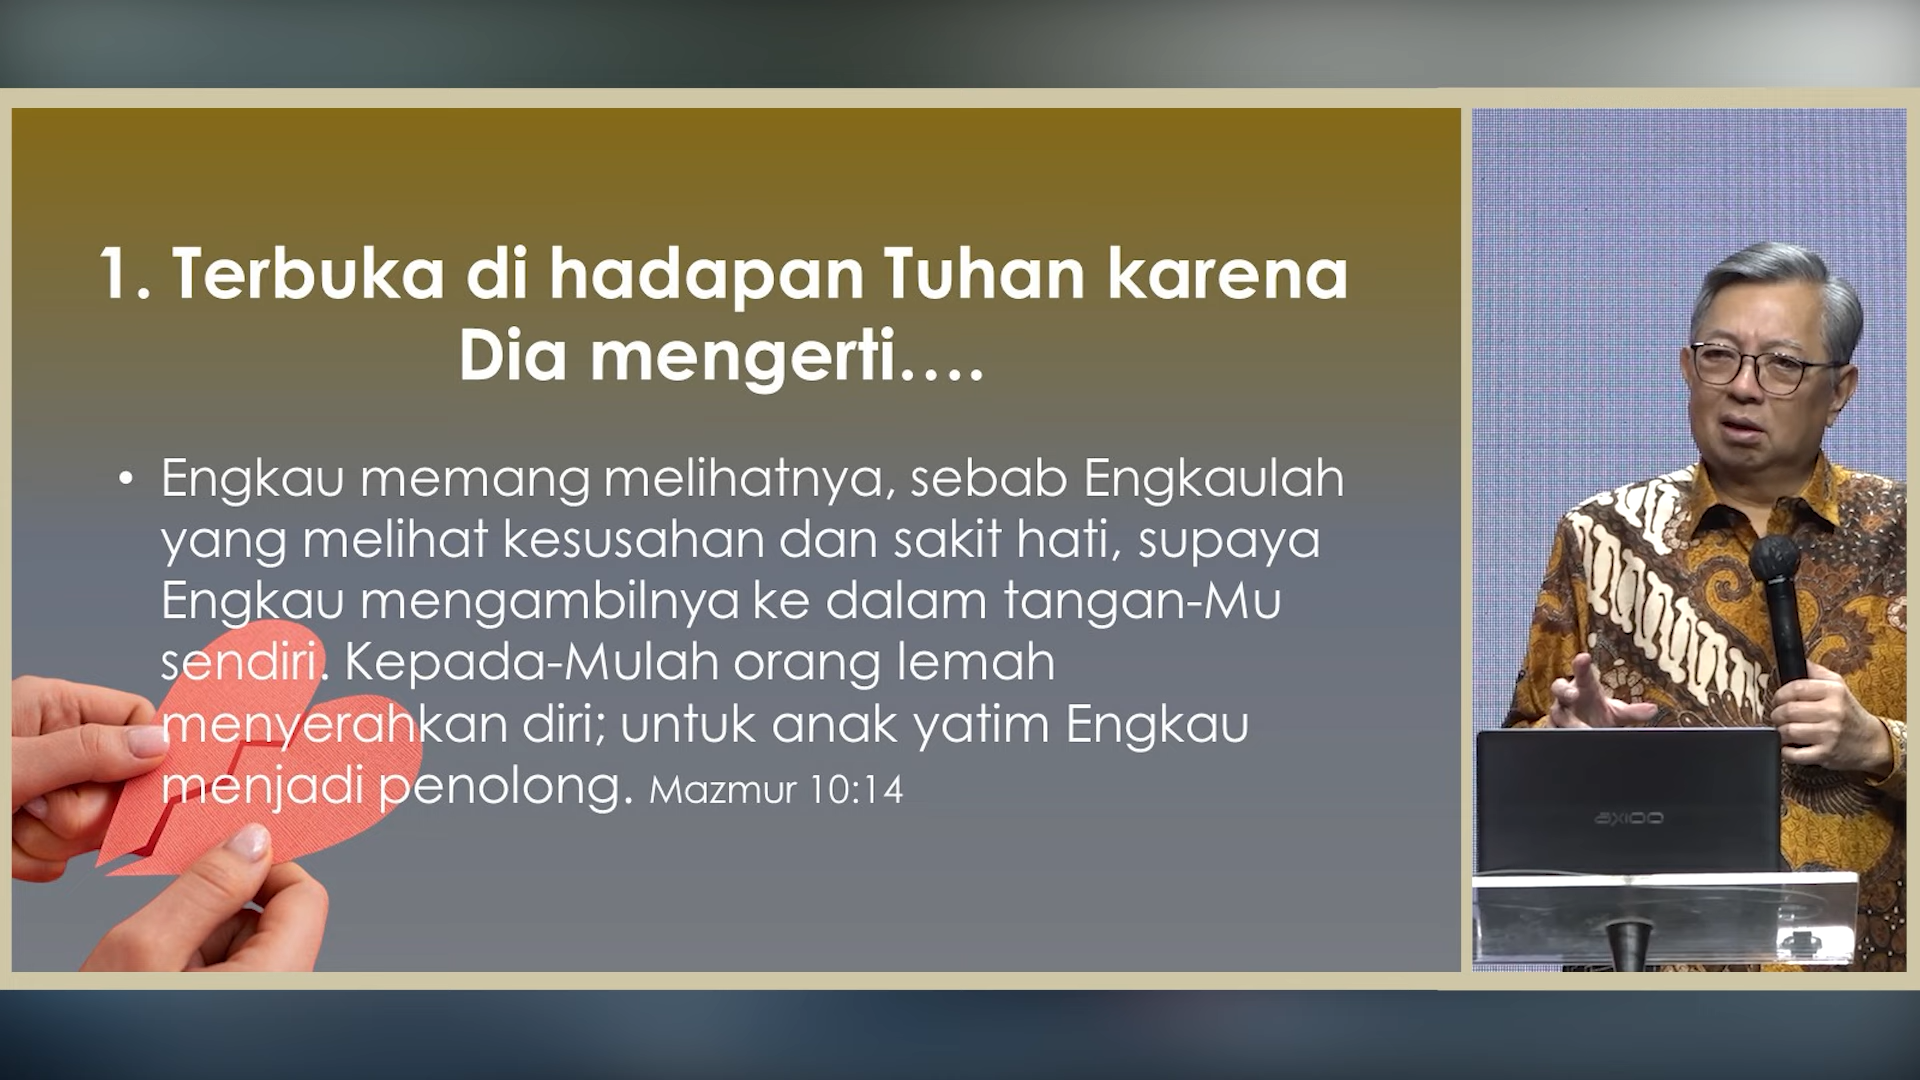 1. Terbuka di hadapan Tuhan karena
Dia mengerti....
• Engkau memang melihatnya, sebab Engkaulah
yang melihat kesusahan dan sakit hati, supaya
Engkau mengambilnya ke dalam tangan-Mu
sendiri. Kepada-Mulah orang lemah
menyerahkan diri; untuk anak yatim Engkau
menjadi penolong. Mazmur 10:14
axioo